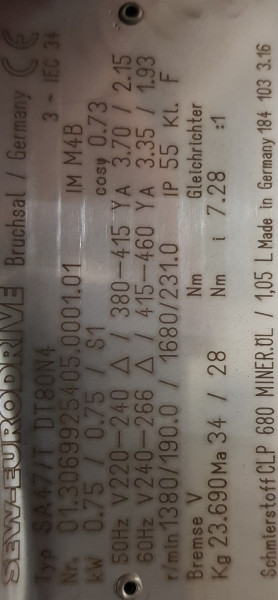 SEW-EURODRIVE Bruchsal / Germany CE
Typ SA47/T DT80N4 3 ~ IEC 34
Nr. 01.3069925405.0001.01 IM M4B
kW 0.75 / 0.75 / S1 cosφ 0.73
50Hz V220-240 Δ / 380-415 YA 3.70 / 2.15
60Hz V240-266 Δ / 415-460 YA 3.35 / 1.93
r/min 1380/190.0 / 1680/231.0 IP 55 Kl. F
Bremse V Nm Gleichrichter
Kg 23.690 Ma 34 / 28 Nm i 7.28 :1
Schmierstoff CLP 680 MINER.ÖL / 1,05 L Made in Germany 184 103 3.16